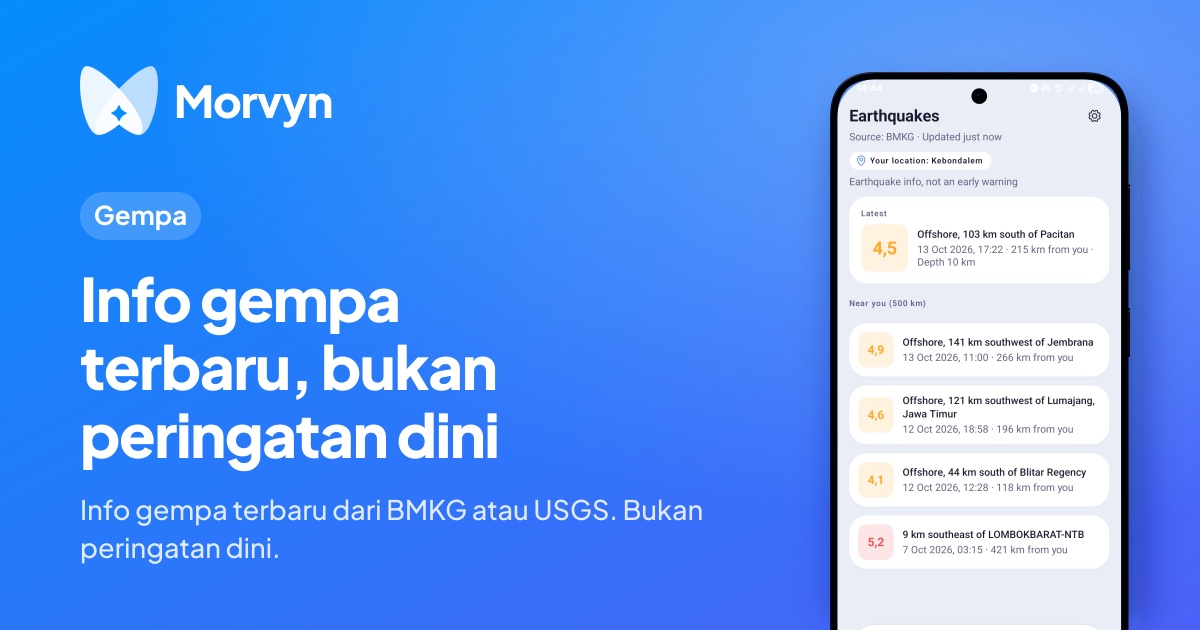 Morvyn
Gempa
Info gempa
terbaru, bukan
peringatan dini
Info gempa terbaru dari BMKG atau USGS. Bukan
peringatan dini.
14:44
Earthquakes
Source: BMKG · Updated just now
Your location: Kebondalem
Earthquake info, not an early warning
Latest
4,5
Offshore, 103 km south of Pacitan
13 Oct 2026, 17:22 · 215 km from you ·
Depth 10 km
Near you (500 km)
4,9
Offshore, 141 km southwest of Jembrana
13 Oct 2026, 11:00 · 266 km from you
4,6
Offshore, 121 km southwest of Lumajang,
Jawa Timur
12 Oct 2026, 18:58 · 196 km from you
4,1
Offshore, 44 km south of Blitar Regency
12 Oct 2026, 12:28 · 118 km from you
5,2
9 km southeast of LOMBOKBARAT-NTB
7 Oct 2026, 03:15 · 421 km from you